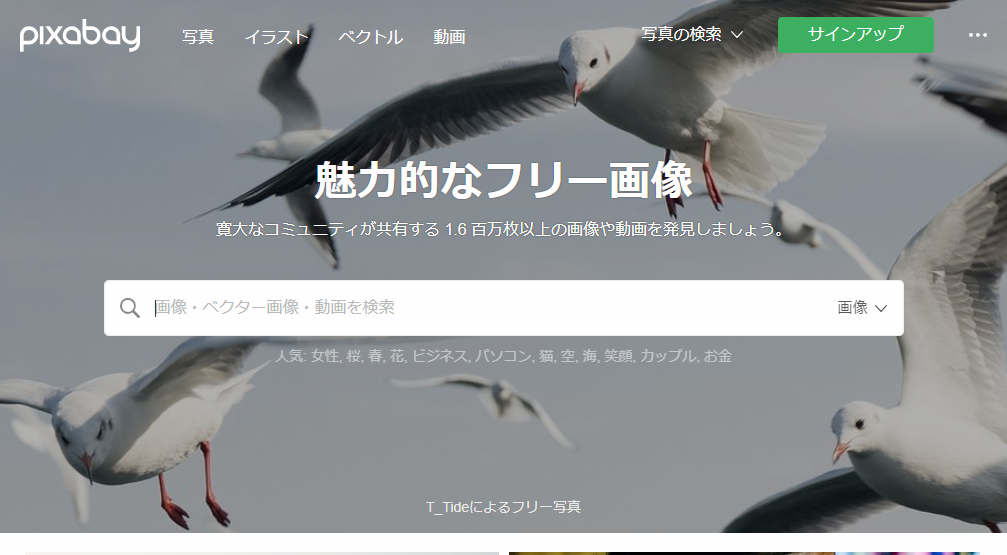 pixabay
写真 イラスト ベクトル 動画 写真の検索 サインアップ
魅力的なフリー画像
寛大なコミュニティが共有する 1.6 百万枚以上の画像や動画を発見しましょう。
画像・ベクター画像・動画を検索 画像
人気: 女性, 桜, 春, 花, ビジネス, パソコン, 猫, 空, 海, 笑顔, カップル, お金
T_Tideによるフリー写真